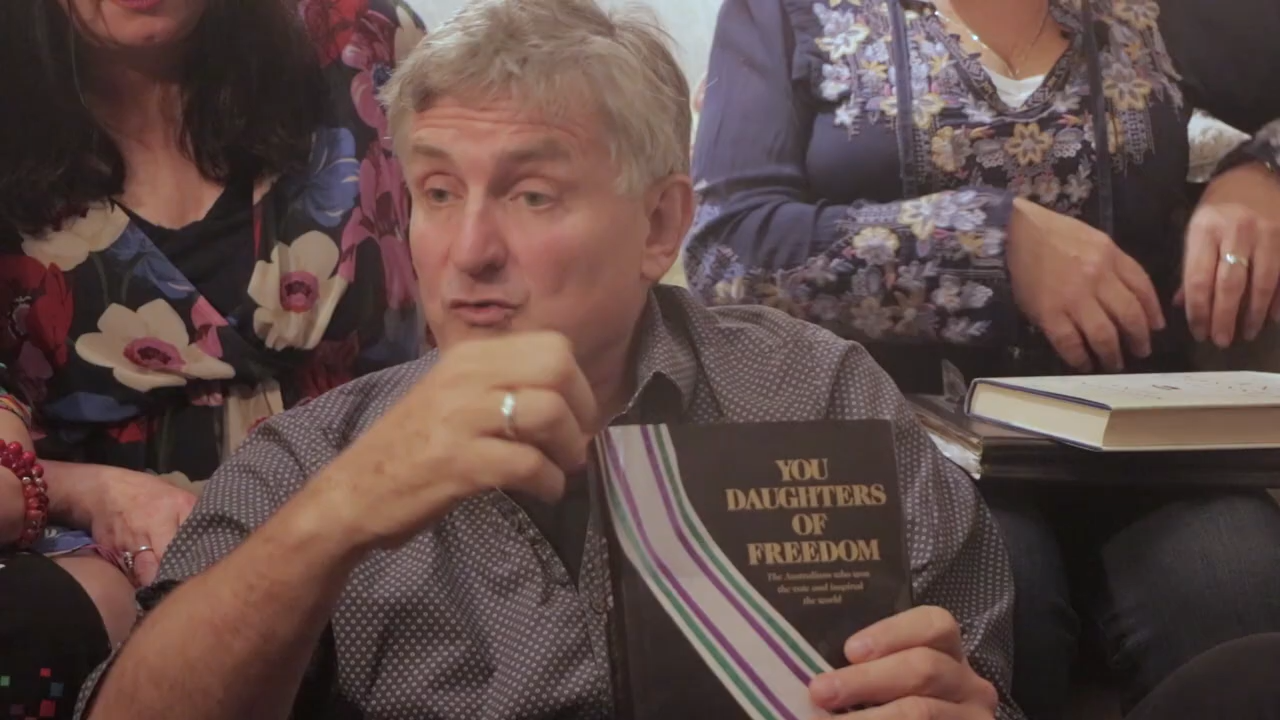 YOU
DAUGHTERS
OF
FREEDOM
The Australians who won
the vote and inspired
the world